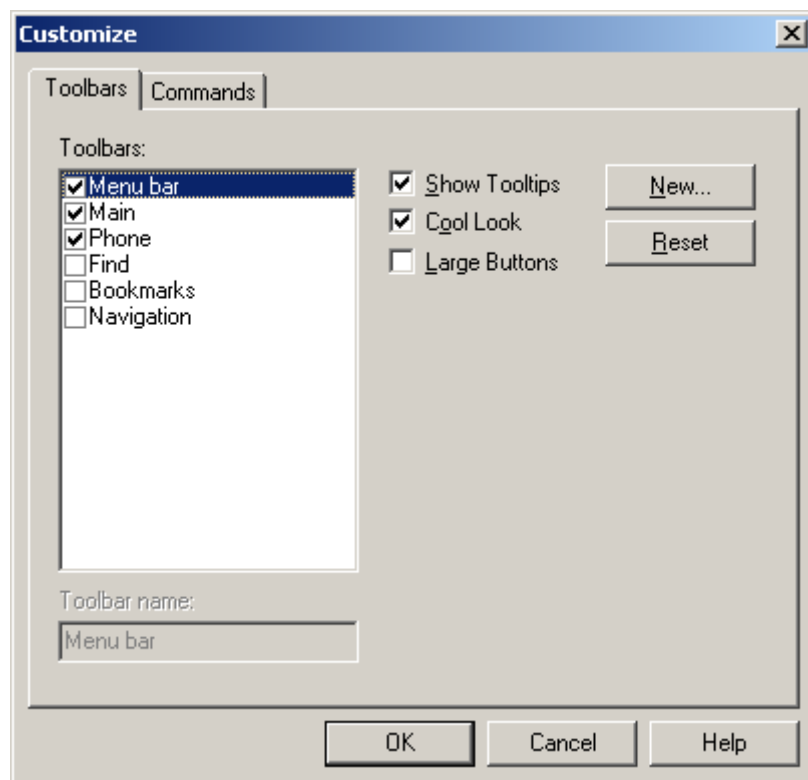 Customize
Toolbars
Commands
Toolbars:
Menu bar
Main
Phone
Find
Bookmarks
Navigation
Show Tooltips
Cool Look
Large Buttons
New...
Reset
Toolbar name:
Menu bar
OK
Cancel
Help